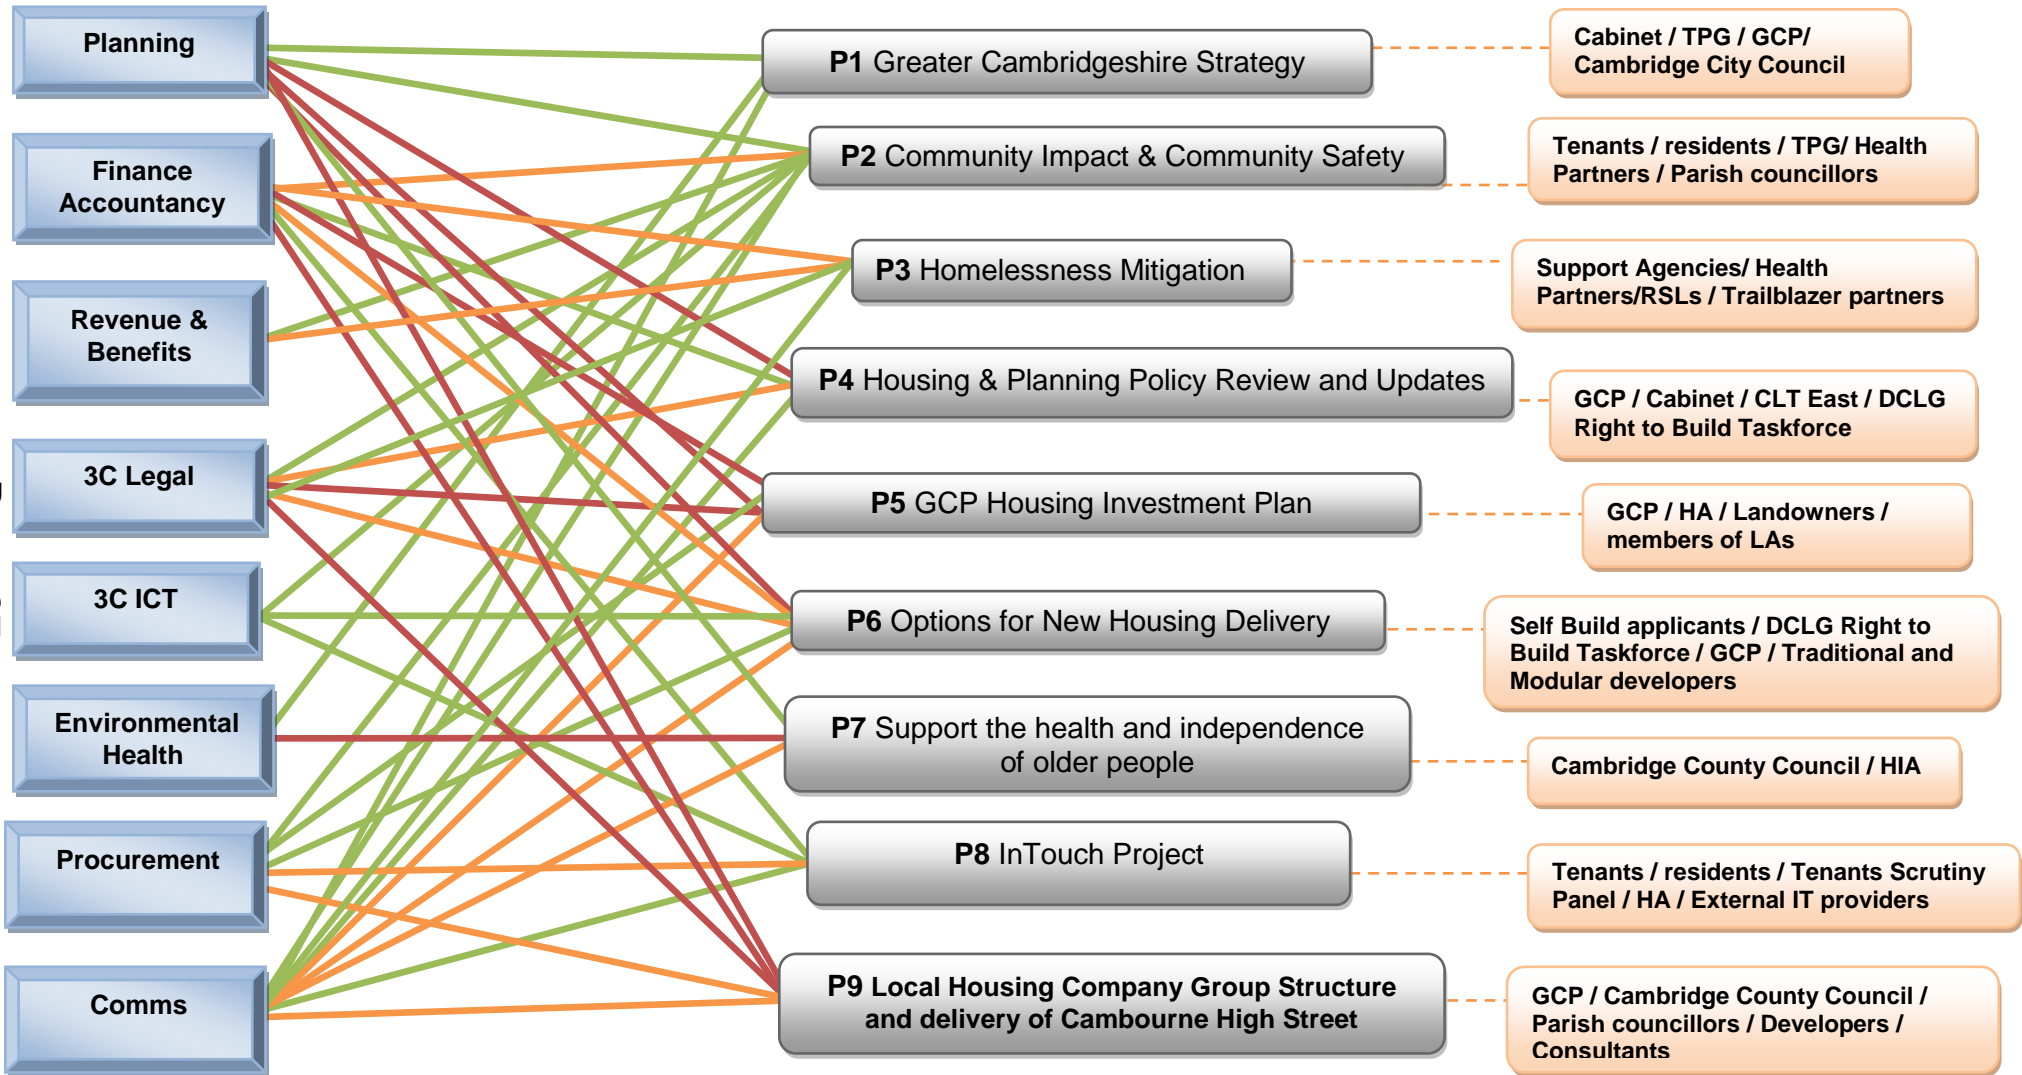 Planning
Finance
Accountancy
Revenue &
Benefits
3C Legal
3C ICT
Environmental
Health
Procurement
Comms
P1 Greater Cambridgeshire Strategy
P2 Community Impact & Community Safety
P3 Homelessness Mitigation
P4 Housing & Planning Policy Review and Updates
P5 GCP Housing Investment Plan
P6 Options for New Housing Delivery
P7 Support the health and independence
of older people
P8 InTouch Project
P9 Local Housing Company Group Structure
and delivery of Cambourne High Street
Cabinet / TPG / GCP/
Cambridge City Council
Tenants / residents / TPG/ Health
Partners / Parish councillors
Support Agencies/ Health
Partners/RSLs / Trailblazer partners
GCP / Cabinet / CLT East / DCLG
Right to Build Taskforce
GCP / HA / Landowners /
members of LAs
Self Build applicants / DCLG Right to
Build Taskforce / GCP / Traditional and
Modular developers
Cambridge County Council / HIA
Tenants / residents / Tenants Scrutiny
Panel / HA / External IT providers
GCP / Cambridge County Council /
Parish councillors / Developers /
Consultants